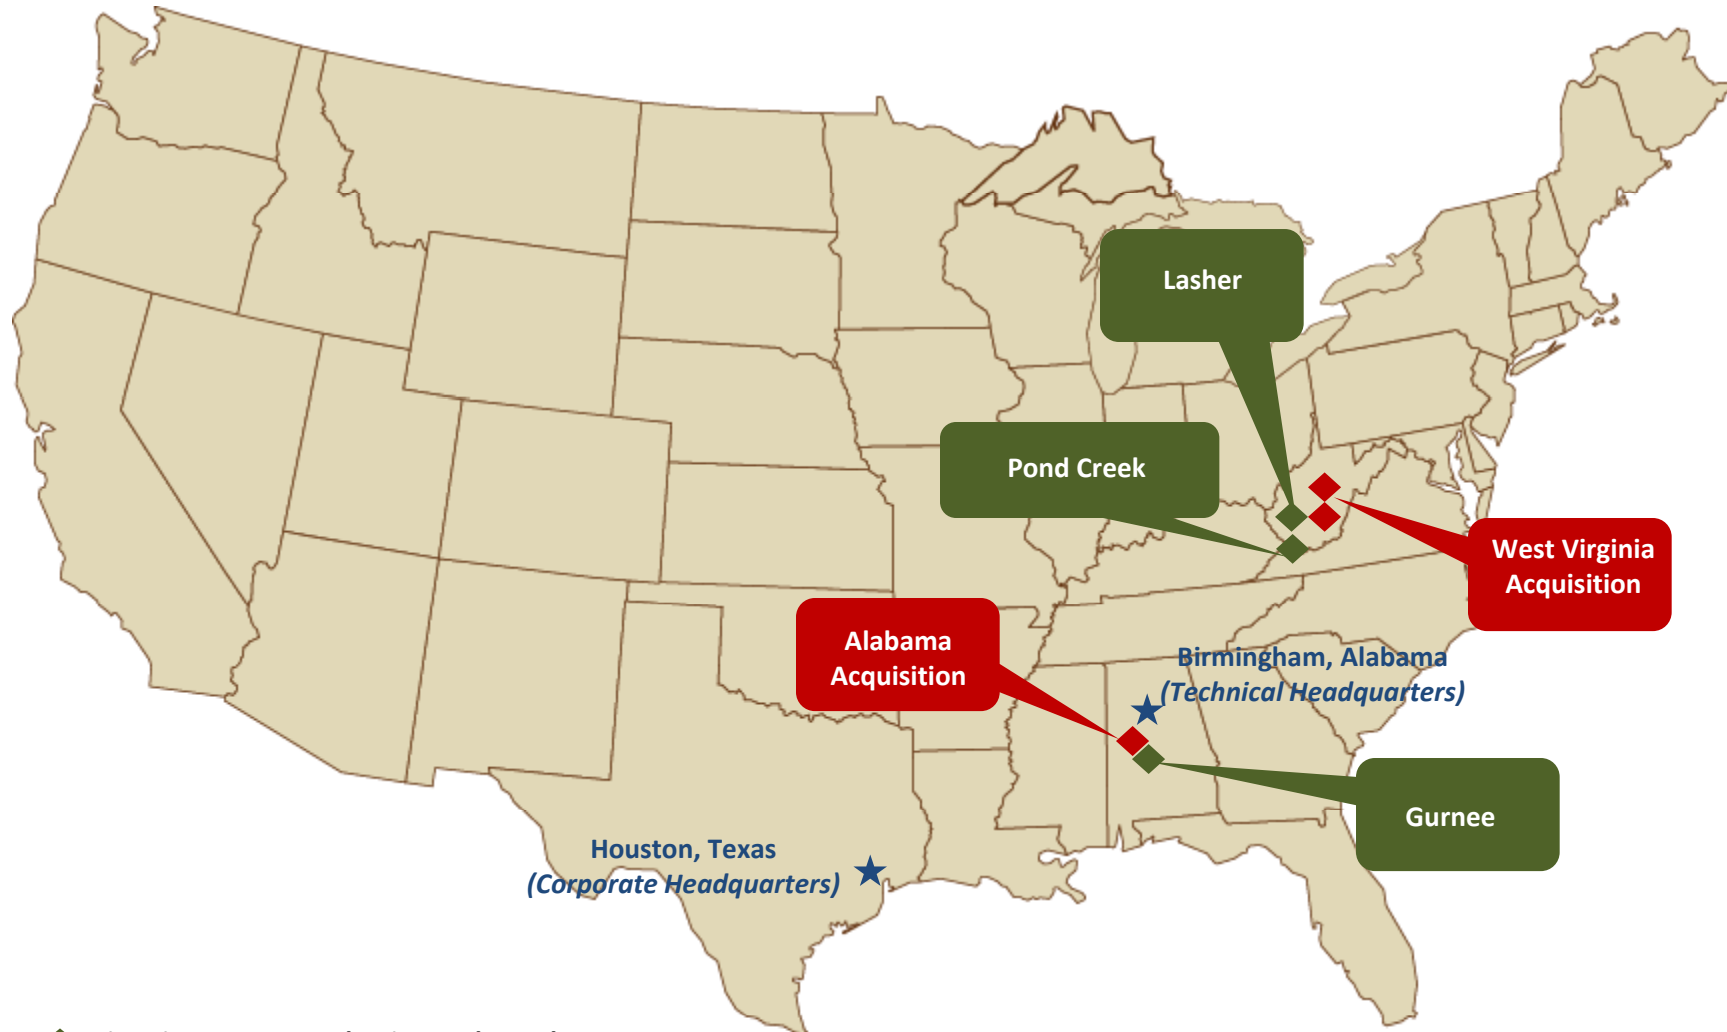 Lasher
Pond Creek
West Virginia
Acquisition
Alabama
Acquisition
Birmingham, Alabama
(Technical Headquarters)
Gurnee
Houston, Texas
(Corporate Headquarters)